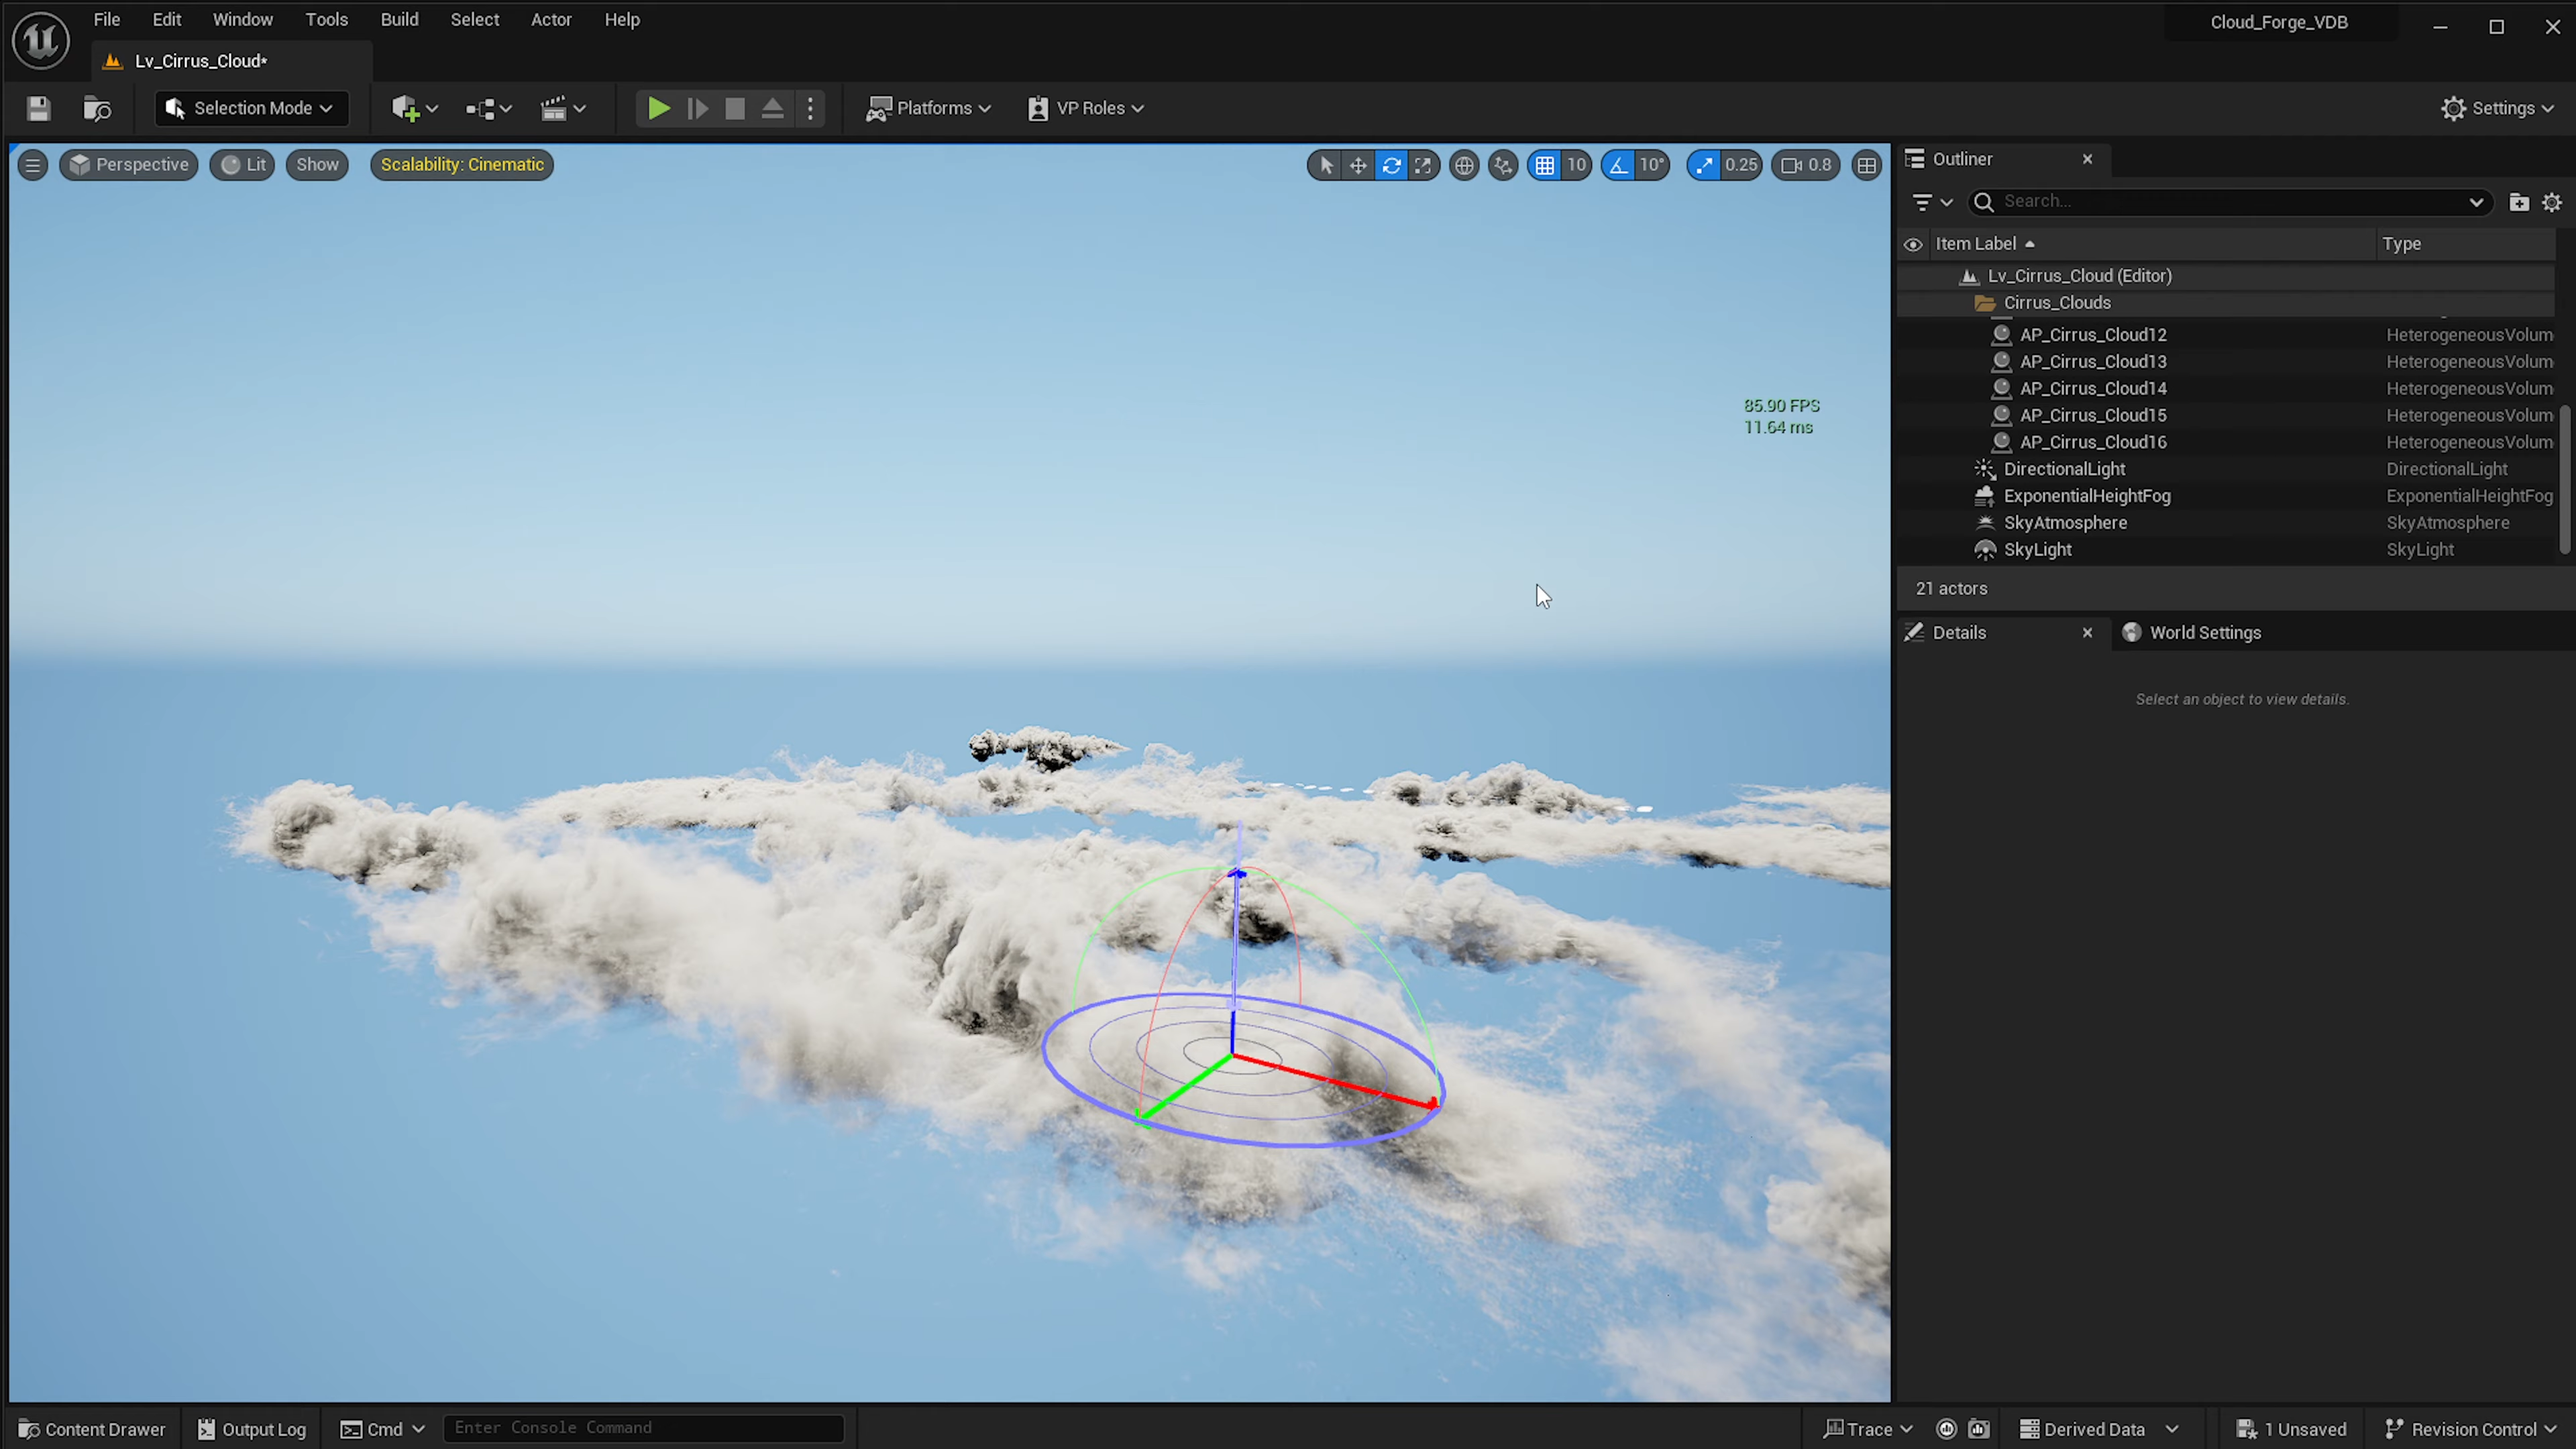 File Edit Window Tools Build Select Actor Help
Cloud_Forge_VDB
Lv_Cirrus_Cloud*
Selection Mode
Platforms
VP Roles
Settings
Perspective
Lit
Show
Scalability: Cinematic
10
10°
0.25
0.8
85.90 FPS
11.64 ms
Outliner
Search...
Item Label
Type
Lv_Cirrus_Cloud (Editor)
Cirrus_Clouds
AP_Cirrus_Cloud12 HeterogeneousVolum
AP_Cirrus_Cloud13 HeterogeneousVolum
AP_Cirrus_Cloud14 HeterogeneousVolum
AP_Cirrus_Cloud15 HeterogeneousVolum
AP_Cirrus_Cloud16 HeterogeneousVolum
DirectionalLight DirectionalLight
ExponentialHeightFog ExponentialHeightFog
SkyAtmosphere SkyAtmosphere
SkyLight SkyLight
21 actors
Details
World Settings
Select an object to view details.
Content Drawer
Output Log
Cmd
Enter Console Command
Trace
Derived Data
1 Unsaved
Revision Control